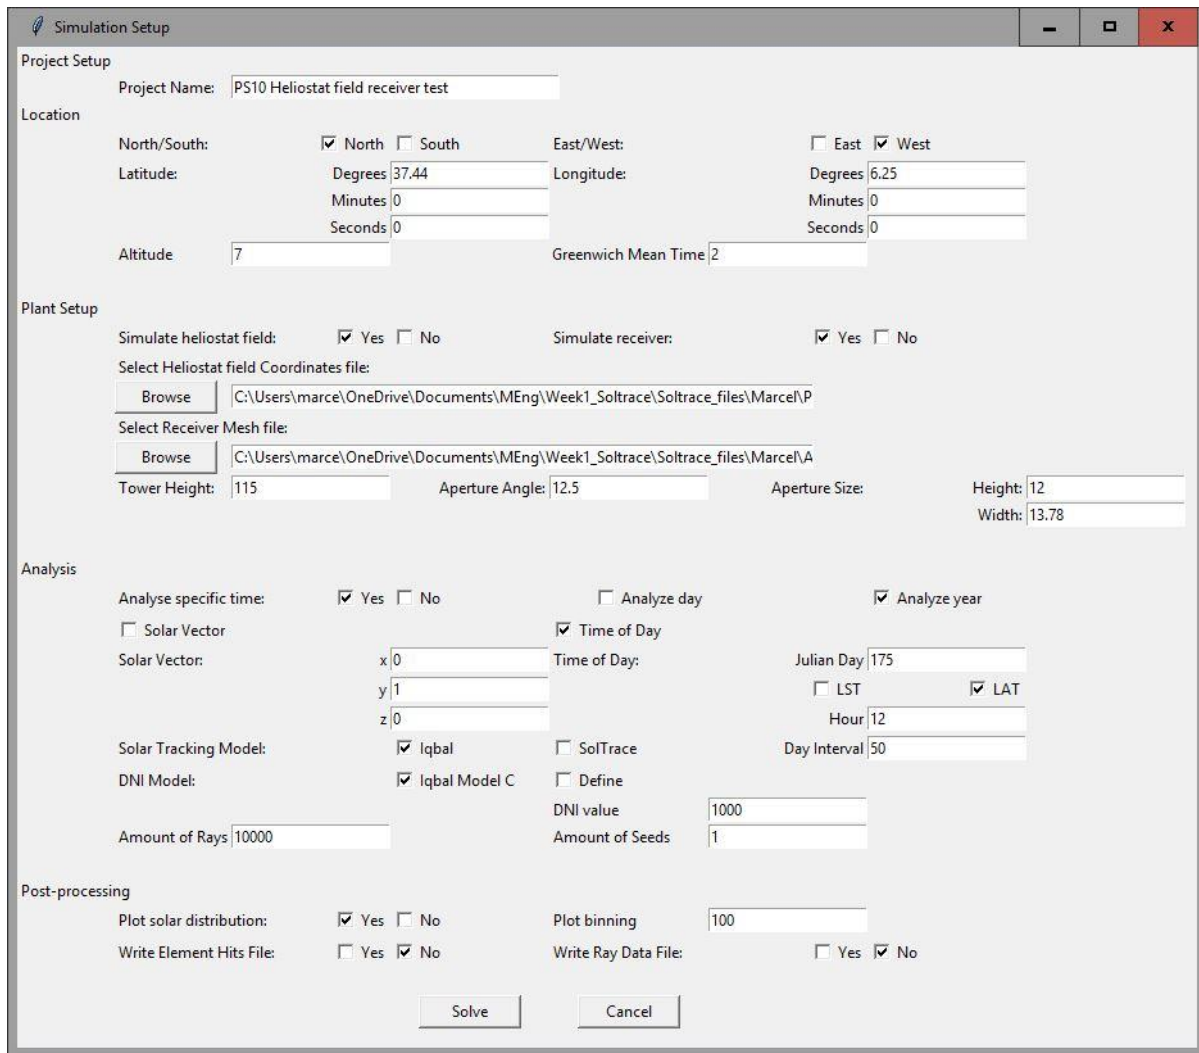 Simulation Setup
Project Setup
Project Name: PS10 Heliostat field receiver test
Location
North/South: North South East/West: East West
Latitude: Degrees 37.44 Longitude: Degrees 6.25
Minutes 0 Minutes 0
Seconds 0 Seconds 0
Altitude 7 Greenwich Mean Time 2
Plant Setup
Simulate heliostat field: Yes No Simulate receiver: Yes No
Select Heliostat field Coordinates file:
Browse C:\Users\marce\OneDrive\Documents\MEng\Week1_Soltrace\Soltrace_files\Marcel\P
Select Receiver Mesh file:
Browse C:\Users\marce\OneDrive\Documents\MEng\Week1_Soltrace\Soltrace_files\Marcel\A
Tower Height: 115 Aperture Angle: 12.5 Aperture Size: Height: 12
Width: 13.78
Analysis
Analyse specific time: Yes No Analyze day Analyze year
Solar Vector Time of Day
Solar Vector: x 0 Time of Day: Julian Day 175
y 1 LST LAT
z 0 Hour 12
Solar Tracking Model: Iqbal SolTrace Day Interval 50
DNI Model: Iqbal Model C Define
DNI value 1000
Amount of Rays 10000 Amount of Seeds 1
Post-processing
Plot solar distribution: Yes No Plot binning 100
Write Element Hits File: Yes No Write Ray Data File: Yes No
Solve Cancel